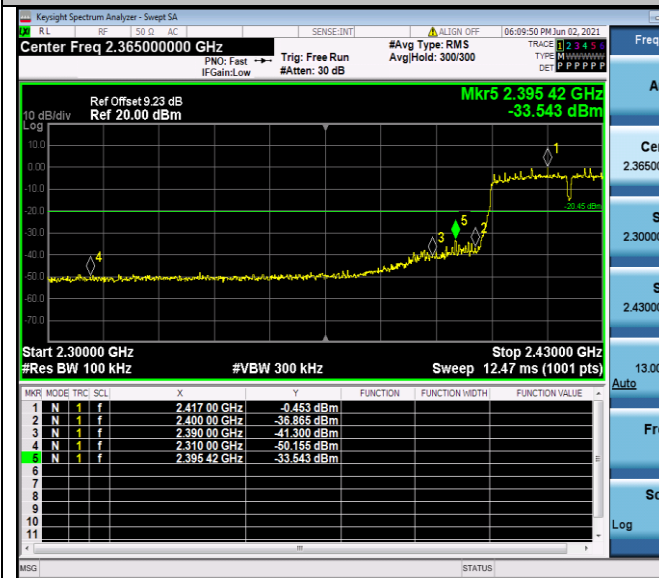 Keysight Spectrum Analyzer - Swept SA
RL RF 50 Ω AC SENSE:INT ALIGN OFF 06:09:50 PM Jun 02, 2021
Center Freq 2.365000000 GHz
PNO: Fast
IFGain:Low
Trig: Free Run
#Atten: 30 dB
#Avg Type: RMS
Avg|Hold: 300/300
TRACE 1 2 3 4 5 6
TYPE M WWWWW
DET P P P P P P
Ref Offset 9.23 dB
Ref 20.00 dBm
10 dB/div
Log
Mkr5 2.395 42 GHz
-33.543 dBm
10.0
0.00
-10.0
-20.0
-30.0
-40.0
-50.0
-60.0
-70.0
1
-20.45 dBm
5
2
3
4
Start 2.30000 GHz Stop 2.43000 GHz
#Res BW 100 kHz #VBW 300 kHz Sweep 12.47 ms (1001 pts)
MKR MODE TRC SCL X Y FUNCTION FUNCTION WIDTH FUNCTION VALUE
1 N 1 f 2.417 00 GHz -0.453 dBm
2 N 1 f 2.400 00 GHz -36.865 dBm
3 N 1 f 2.390 00 GHz -41.300 dBm
4 N 1 f 2.310 00 GHz -50.155 dBm
5 N 1 f 2.395 42 GHz -33.543 dBm
6
7
8
9
10
11
MSG STATUS
Freq
A
Ce
2.36500
S
2.30000
S
2.43000
13.00
Auto
Fr
Sc
Log